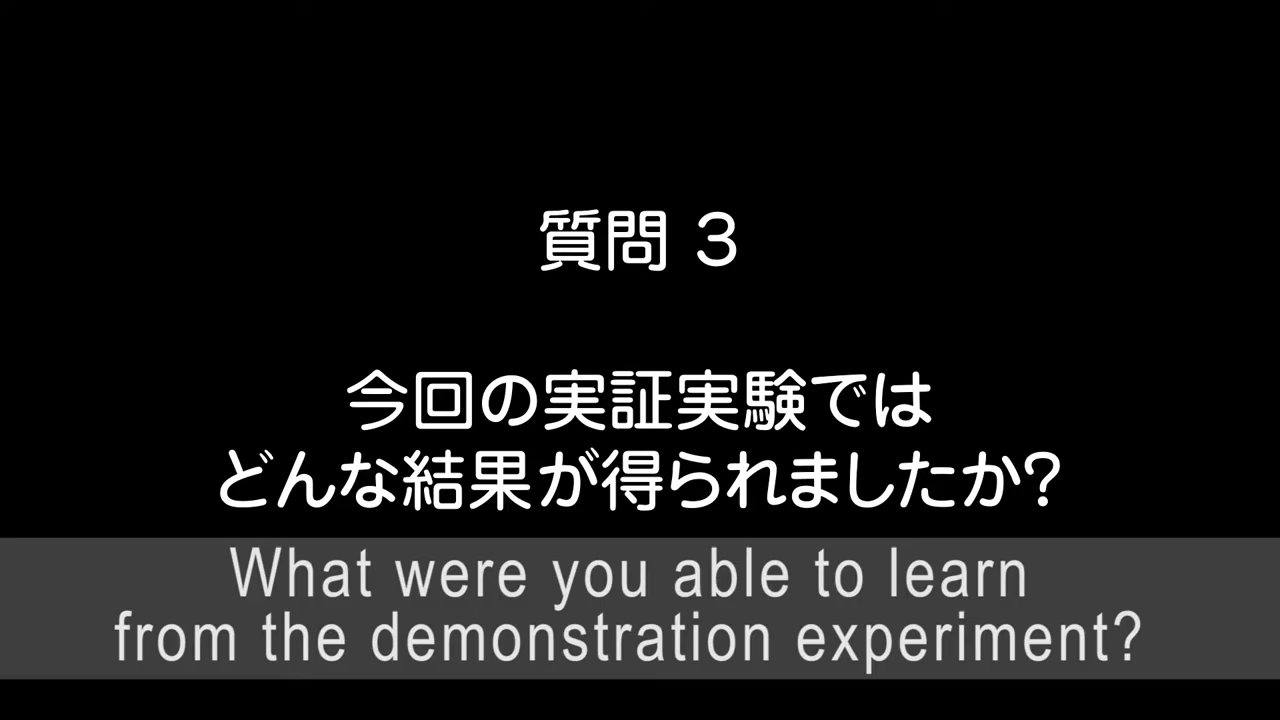 質問 3
今回の実証実験では
どんな結果が得られましたか?
What were you able to learn
from the demonstration experiment?